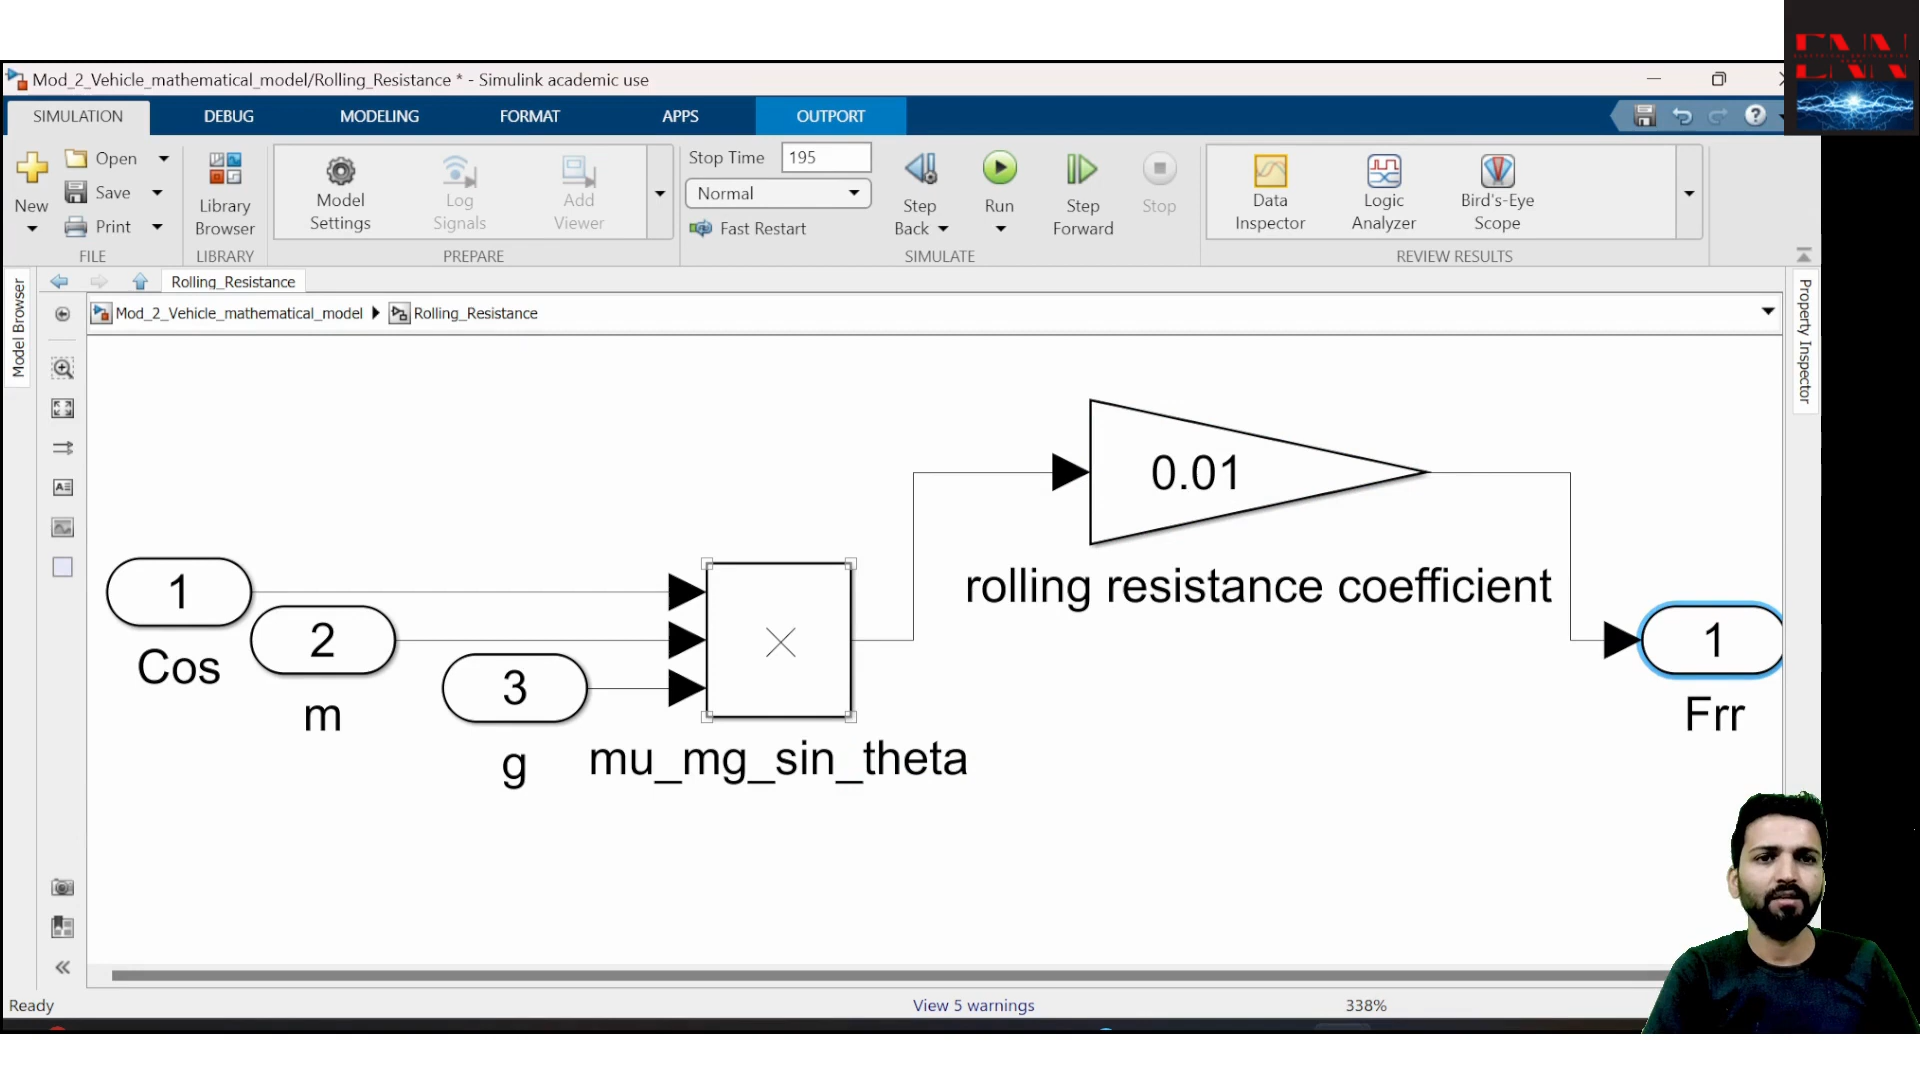 ENN
Mod_2_Vehicle_mathematical_model/Rolling_Resistance * - Simulink academic use
SIMULATION DEBUG MODELING FORMAT APPS OUTPORT
New Open Save Print
FILE
Library Browser
LIBRARY
Model Settings
Log Signals
Add Viewer
PREPARE
Stop Time 195
Normal
Fast Restart
Step Back
Run
Step Forward
Stop
SIMULATE
Data Inspector
Logic Analyzer
Bird's-Eye Scope
REVIEW RESULTS
Model Browser
Property Inspector
Rolling_Resistance
Mod_2_Vehicle_mathematical_model Rolling_Resistance
0.01
rolling resistance coefficient
1
Cos
2
m
3
g
mu_mg_sin_theta
1
Frr
Ready
View 5 warnings
338%